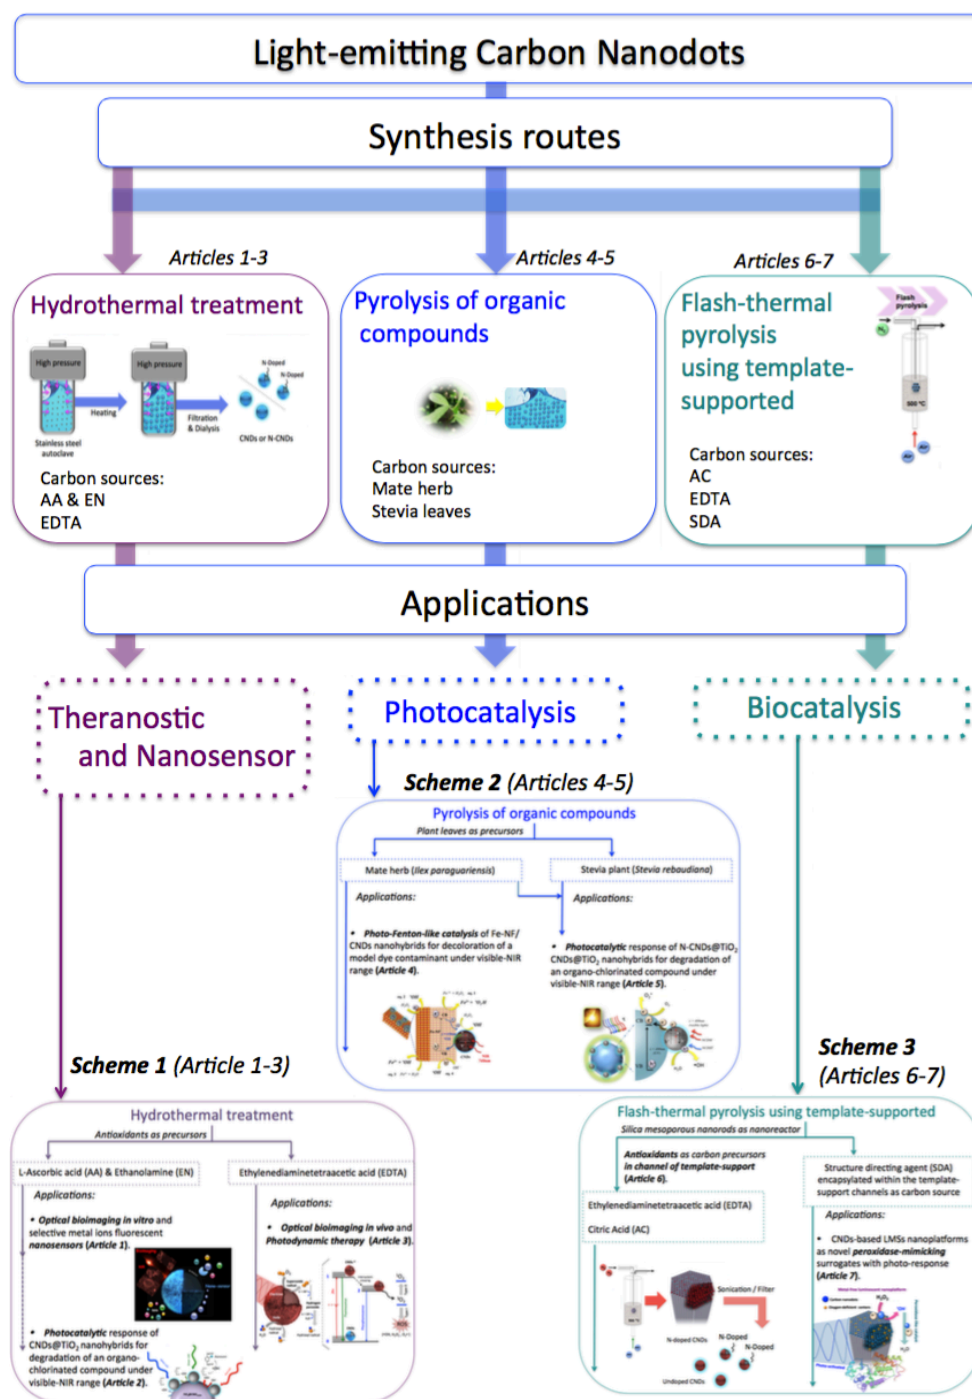 Light-emitting Carbon Nanodots
Synthesis routes
Articles 1-3
Articles 4-5
Articles 6-7
Hydrothermal treatment
High pressure
High pressure
N-Doped
N-Doped
Heating
Filtration
& Dialysis
Stainless steel
autoclave
CNDs or N-CNDs
Carbon sources:
AA & EN
EDTA
Pyrolysis of organic
compounds
Carbon sources:
Mate herb
Stevia leaves
Flash-thermal
pyrolysis
using template-
supported
Flash
pyrolysis
N₂
500 ºC
Air
Air
Carbon sources:
AC
EDTA
SDA
Applications
Theranostic
and Nanosensor
Photocatalysis
Biocatalysis
Scheme 2 (Articles 4-5)
Pyrolysis of organic compounds
Plant leaves as precursors
Mate herb (Ilex paraguariensis)
Stevia plant (Stevia rebaudiana)
Applications:
• Photo-Fenton-like catalysis of Fe-NF/
CNDs nanohybrids for decoloration of a
model dye contaminant under visible-NIR
range (Article 4).
Applications:
• Photocatalytic response of N-CNDs@TiO₂
CNDs@TiO₂ nanohybrids for degradation of
an organo-chlorinated compound under
visible-NIR range (Article 5).
Scheme 1 (Article 1-3)
Hydrothermal treatment
Antioxidants as precursors
L-Ascorbic acid (AA) & Ethanolamine (EN)
Ethylenediaminetetraacetic acid (EDTA)
Applications:
• Optical bioimaging in vitro and
selective metal ions fluorescent
nanosensors (Article 1).
• Photocatalytic response of
CNDs@TiO₂ nanohybrids for
degradation of an organo-
chlorinated compound under
visible-NIR range (Article 2).
Applications:
• Optical bioimaging in vivo and
Photodynamic therapy (Article 3).
Scheme 3
(Articles 6-7)
Flash-thermal pyrolysis using template-supported
Silica mesoporous nanorods as nanoreactor
Antioxidants as carbon precursors
in channel of template-support
(Article 6).
Ethylenediaminetetraacetic acid (EDTA)
Citric Acid (AC)
Structure directing agent (SDA)
encapsylated within the template-
support channels as carbon source
Applications:
• CNDs-based LMSs nanoplatforms
as novel peroxidase-mimicking
surrogates with photo-response
(Article 7).
Sonication / Filter
N-doped CNDs
N-Doped
N-Doped
Undoped CNDs
H₂O₂